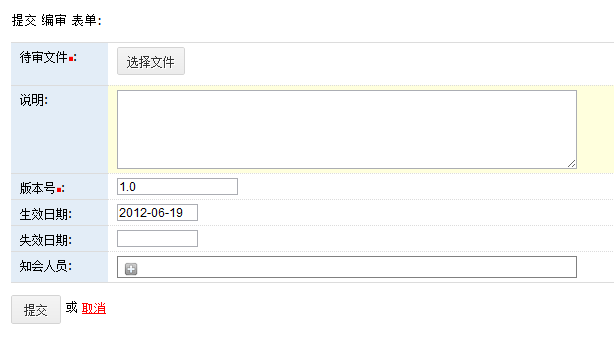 提交 编审 表单:
待审文件: 选择文件
说明:
版本号: 1.0
生效日期: 2012-06-19
失效日期:
知会人员:
提交 或 取消